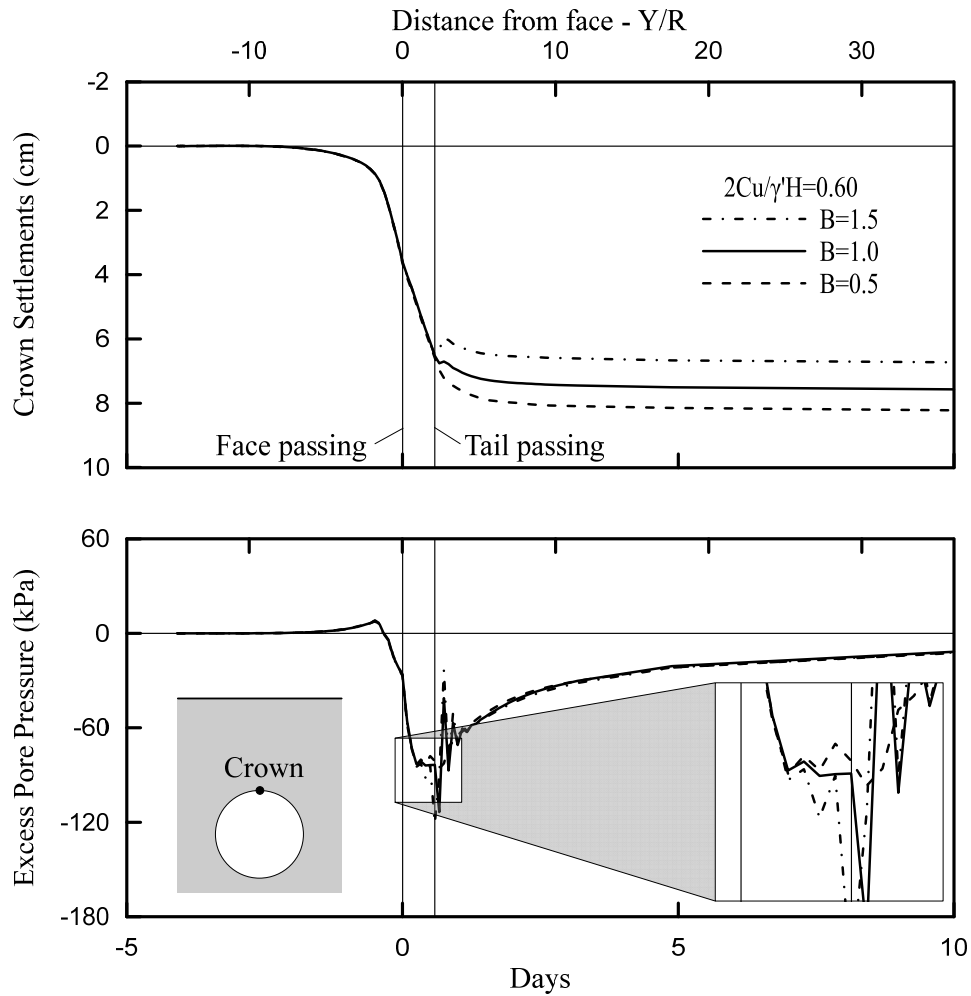 Distance from face - Y/R
-10 0 10 20 30
-2
0
2
4
6
8
10
Crown Settlements (cm)
2Cu/γ'H=0.60
B=1.5
B=1.0
B=0.5
Face passing
Tail passing
60
0
-60
-120
-180
Excess Pore Pressure (kPa)
Crown
-5 0 5 10
Days